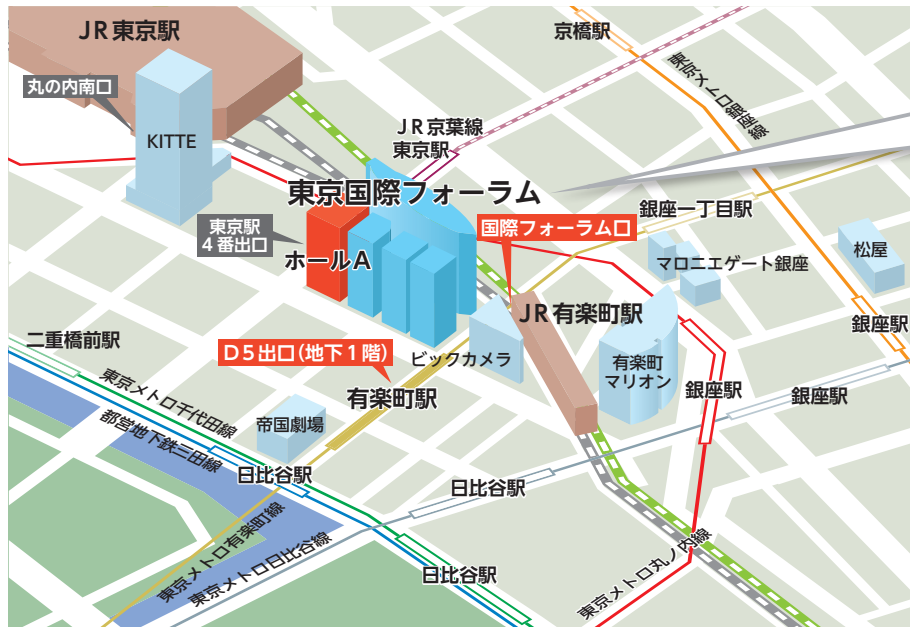 JR東京駅
京橋駅
東京メトロ銀座線
丸の内南口
KITTE
JR京葉線
東京駅
東京国際フォーラム
銀座一丁目駅
東京駅
4番出口
ホールA
国際フォーラム口
マロニエゲート銀座
松屋
JR有楽町駅
銀座駅
二重橋前駅
D5出口(地下1階)
ビックカメラ
有楽町
マリオン
東京メトロ千代田線
有楽町駅
銀座駅
銀座駅
都営地下鉄三田線
帝国劇場
日比谷駅
日比谷駅
東京メトロ有楽町線
東京メトロ日比谷線
日比谷駅
東京メトロ丸ノ内線